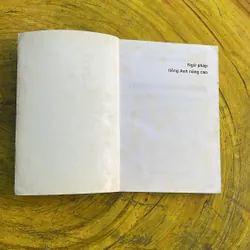 Ngữ pháp
tiếng Anh nâng cao